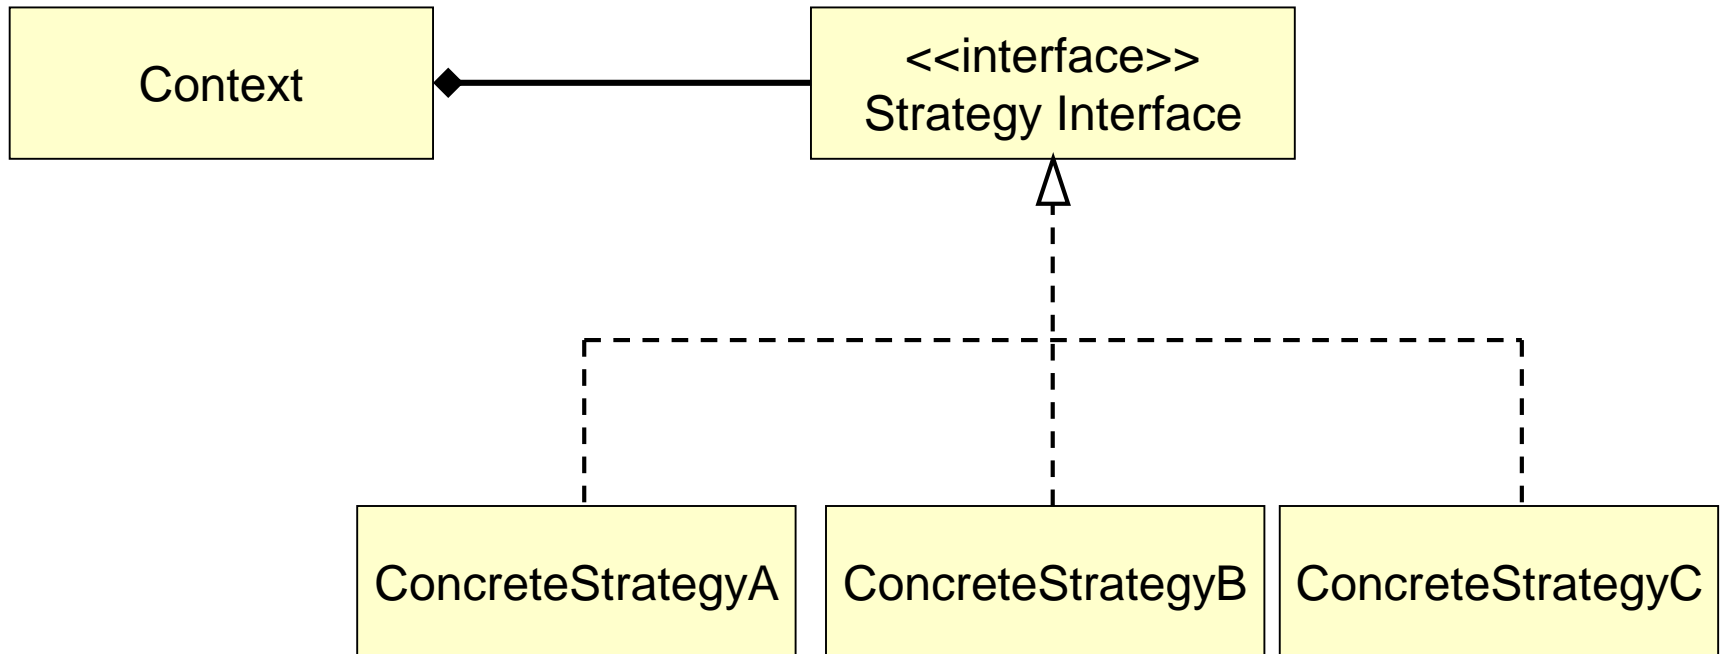 Context
<<interface>>
Strategy Interface
ConcreteStrategyA
ConcreteStrategyB
ConcreteStrategyC